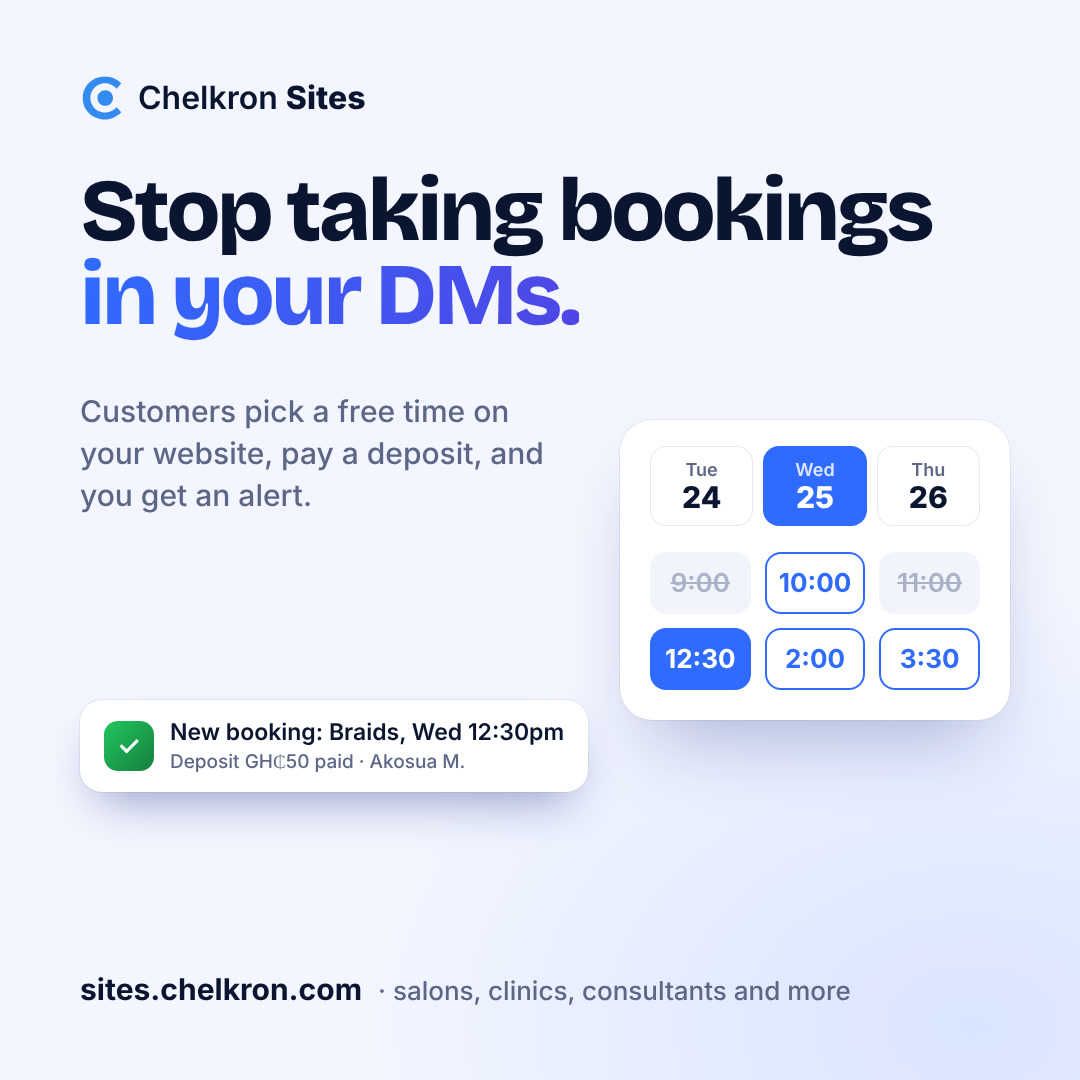 Chelkron Sites
Stop taking bookings
in your DMs.
Customers pick a free time on
your website, pay a deposit, and
you get an alert.
Tue Wed Thu
24 25 26
9:00 10:00 11:00
12:30 2:00 3:30
New booking: Braids, Wed 12:30pm
Deposit GH₵50 paid · Akosua M.
sites.chelkron.com · salons, clinics, consultants and more